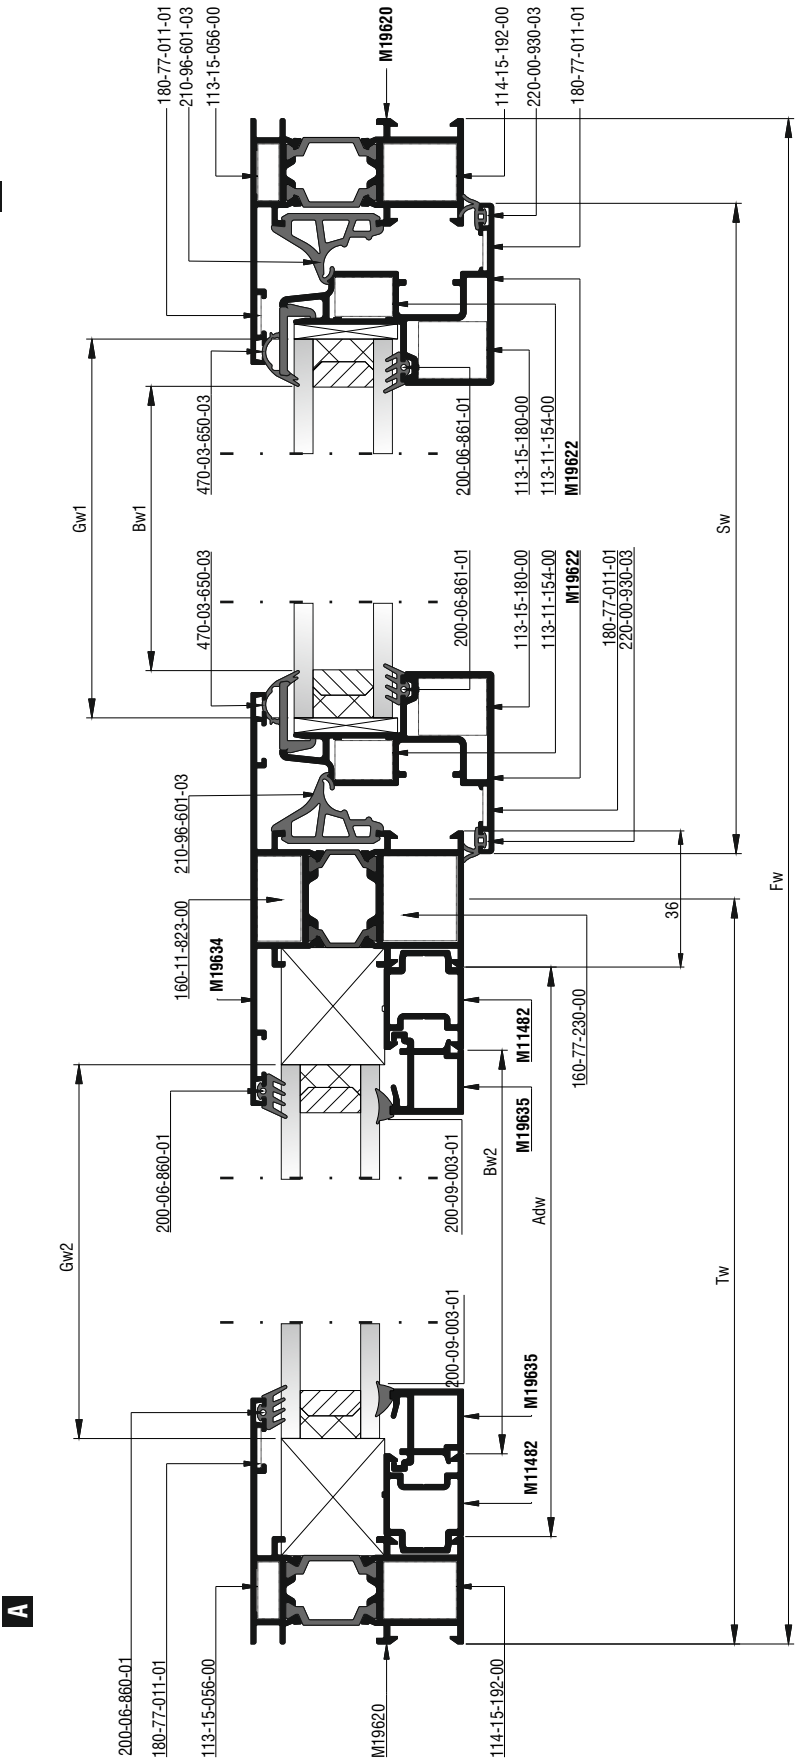 180-77-011-01
210-96-601-03
113-15-056-00
M19620
114-15-192-00
220-00-930-03
180-77-011-01
470-03-650-03
200-06-861-01
113-15-180-00
113-11-154-00
M19622
Gw1
Bw1
Sw
470-03-650-03
200-06-861-01
113-15-180-00
113-11-154-00
M19622
180-77-011-01
220-00-930-03
210-96-601-03
160-11-823-00
M19634
36
Fw
M11482
160-77-230-00
M19635
200-06-860-01
200-09-003-01
Bw2
Adw
Gw2
Tw
200-09-003-01
M19635
M11482
A
200-06-860-01
180-77-011-01
113-15-056-00
M19620
114-15-192-00